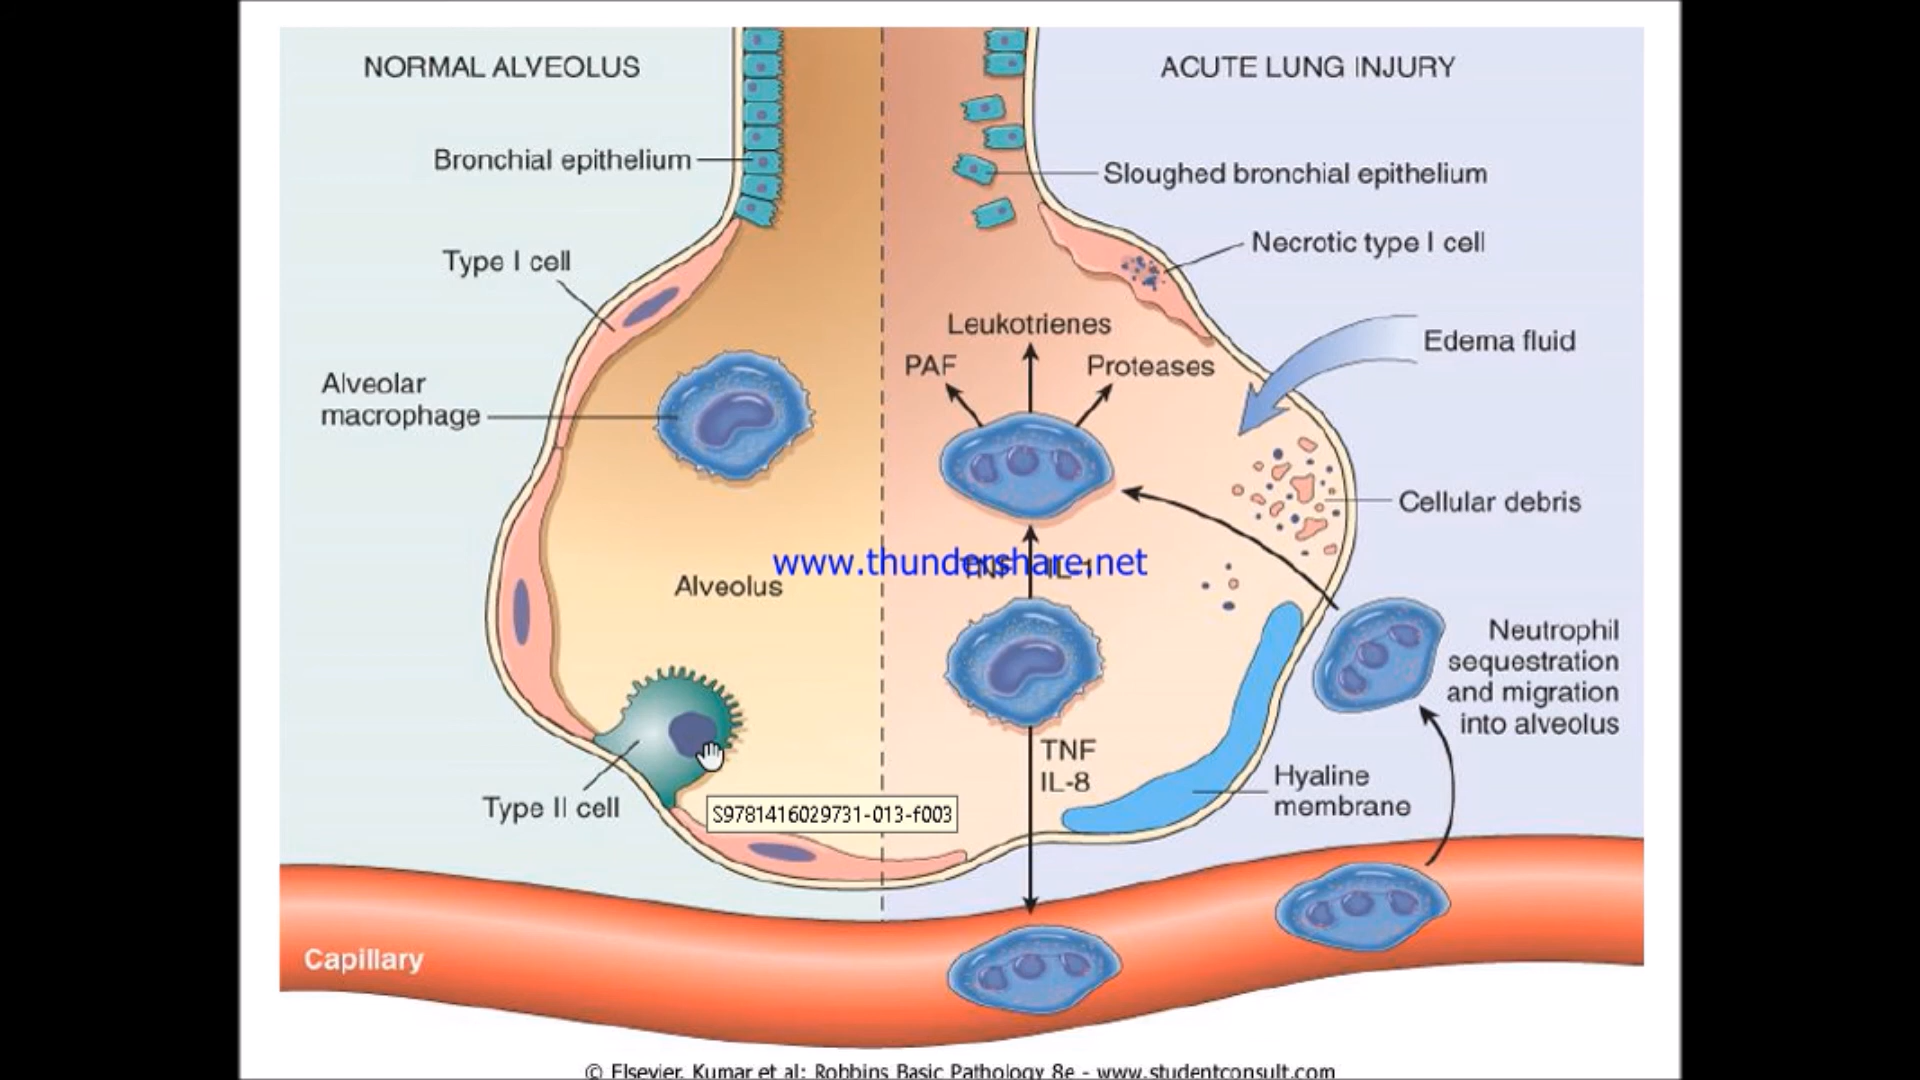 NORMAL ALVEOLUS
ACUTE LUNG INJURY
Bronchial epithelium
Sloughed bronchial epithelium
Type I cell
Necrotic type I cell
Leukotrienes
PAF
Proteases
Edema fluid
Alveolar
macrophage
Cellular debris
www.thundershare.net
TNF IL-1
Alveolus
Neutrophil
sequestration
and migration
into alveolus
TNF
IL-8
Hyaline
membrane
Type II cell
S9781416029731-013-f003
Capillary
© Elsevier. Kumar et al: Robbins Basic Pathology 8e - www.studentconsult.com